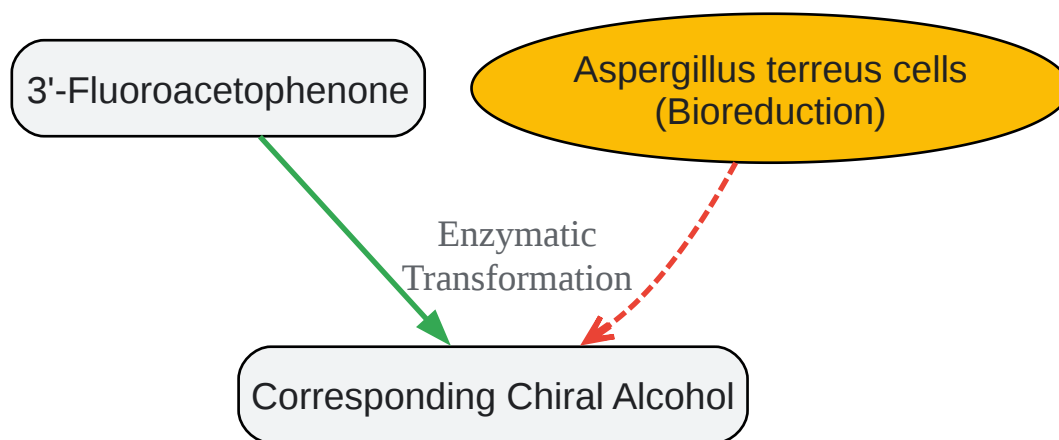 3'-Fluoroacetophenone
Aspergillus terreus cells
(Bioreduction)
Enzymatic
Transformation
Corresponding Chiral Alcohol